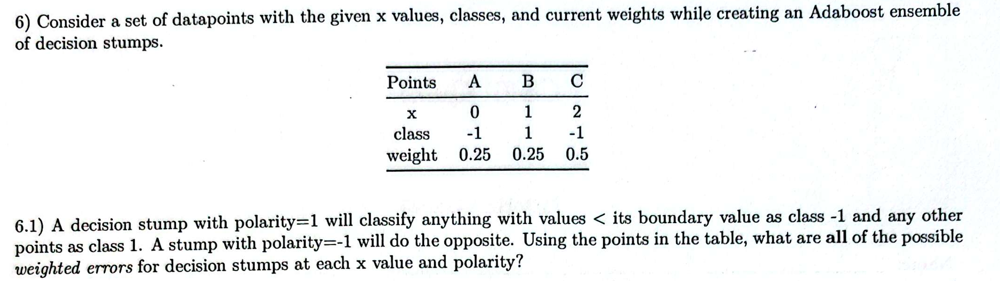 6) Consider a set of datapoints with the given x values, classes, and current weights while creating an Adaboost ensemble
of decision stumps.
Points A B C
x 0 1 2
class -1 1 -1
weight 0.25 0.25 0.5
6.1) A decision stump with polarity=1 will classify anything with values < its boundary value as class -1 and any other
points as class 1. A stump with polarity=-1 will do the opposite. Using the points in the table, what are all of the possible
weighted errors for decision stumps at each x value and polarity?